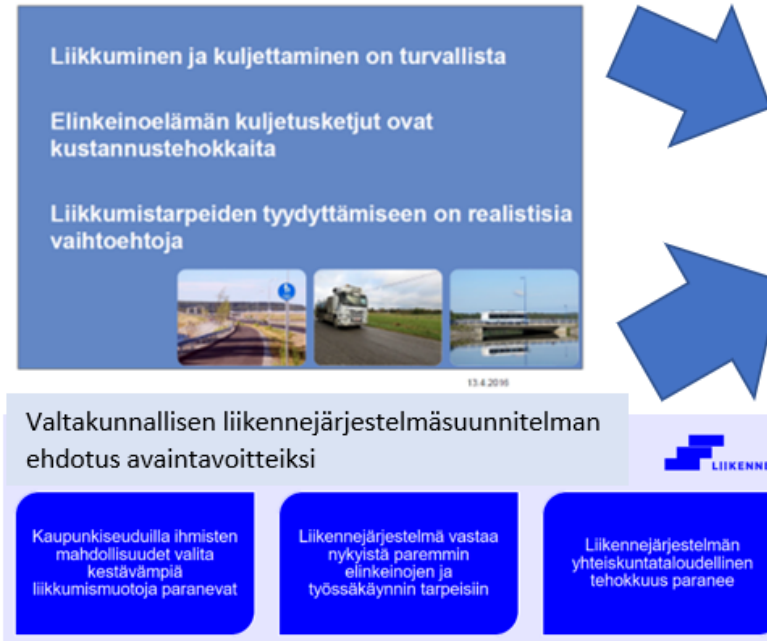 Liikkuminen ja kuljettaminen on turvallista
Elinkeinoelämän kuljetusketjut ovat
kustannustehokkaita
Liikkumistarpeiden tyydyttämiseen on realistisia
vaihtoehtoja
13.4.2016
Valtakunnallisen liikennejärjestelmäsuunnitelman
ehdotus avaintavoitteiksi
LIIKENNE
Kaupunkiseuduilla ihmisten
mahdollisuudet valita
kestävämpiä
liikkumismuotoja paranevat
Liikennejärjestelmä vastaa
nykyistä paremmin
elinkeinojen ja
työssäkäynnin tarpeisiin
Liikennejärjestelmän
yhteiskuntataloudellinen
tehokkuus paranee